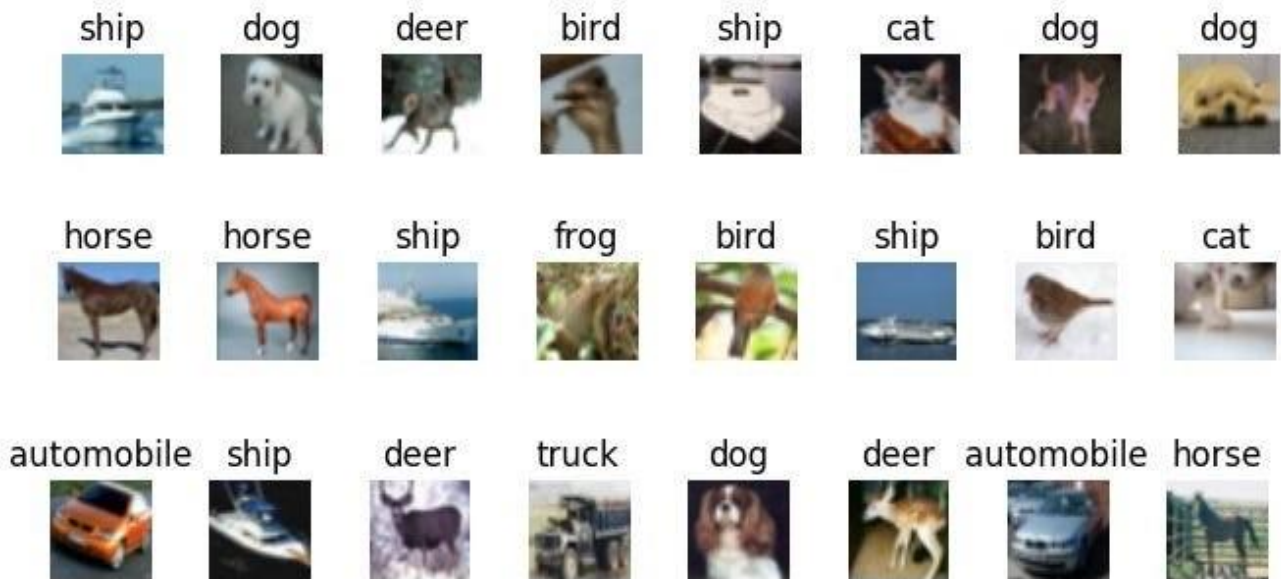 ship dog deer bird ship cat dog dog
horse horse ship frog bird ship bird cat
automobile ship deer truck dog deer automobile horse